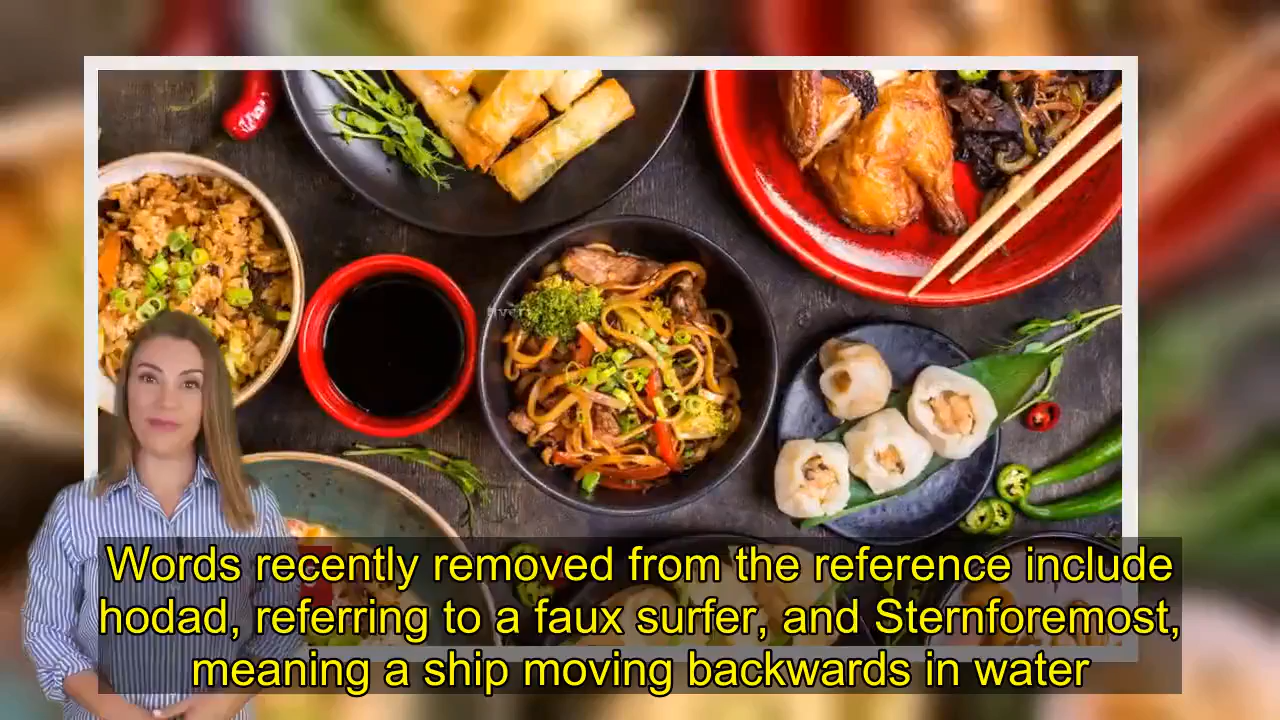 Words recently removed from the reference include
hodad, referring to a faux surfer, and Sternforemost,
meaning a ship moving backwards in water